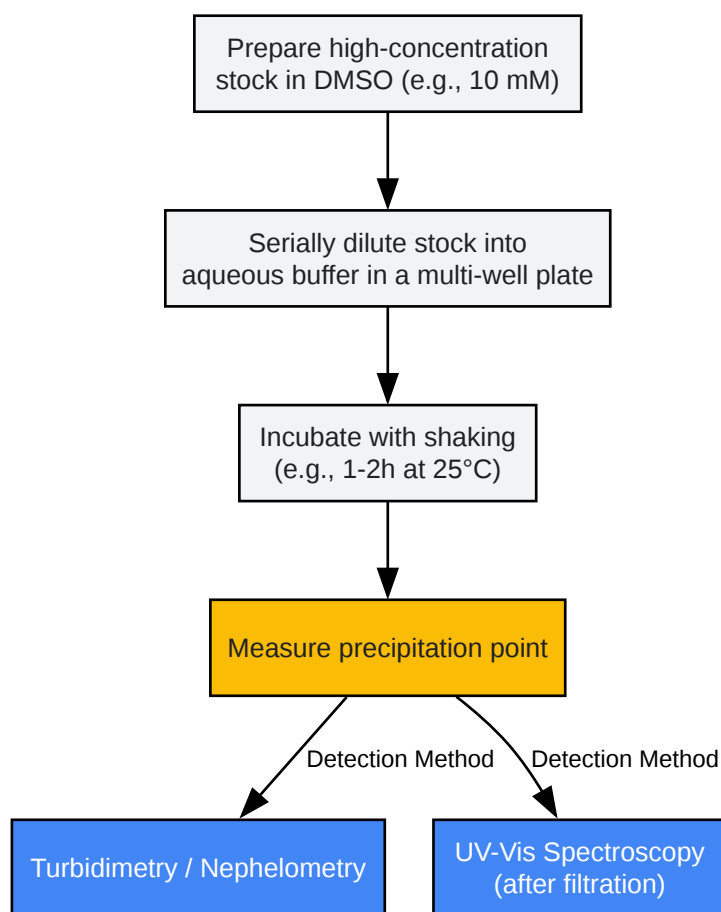 Prepare high-concentration
stock in DMSO (e.g., 10 mM)
Serially dilute stock into
aqueous buffer in a multi-well plate
Incubate with shaking
(e.g., 1-2h at 25°C)
Measure precipitation point
Detection Method
Detection Method
Turbidimetry / Nephelometry
UV-Vis Spectroscopy
(after filtration)